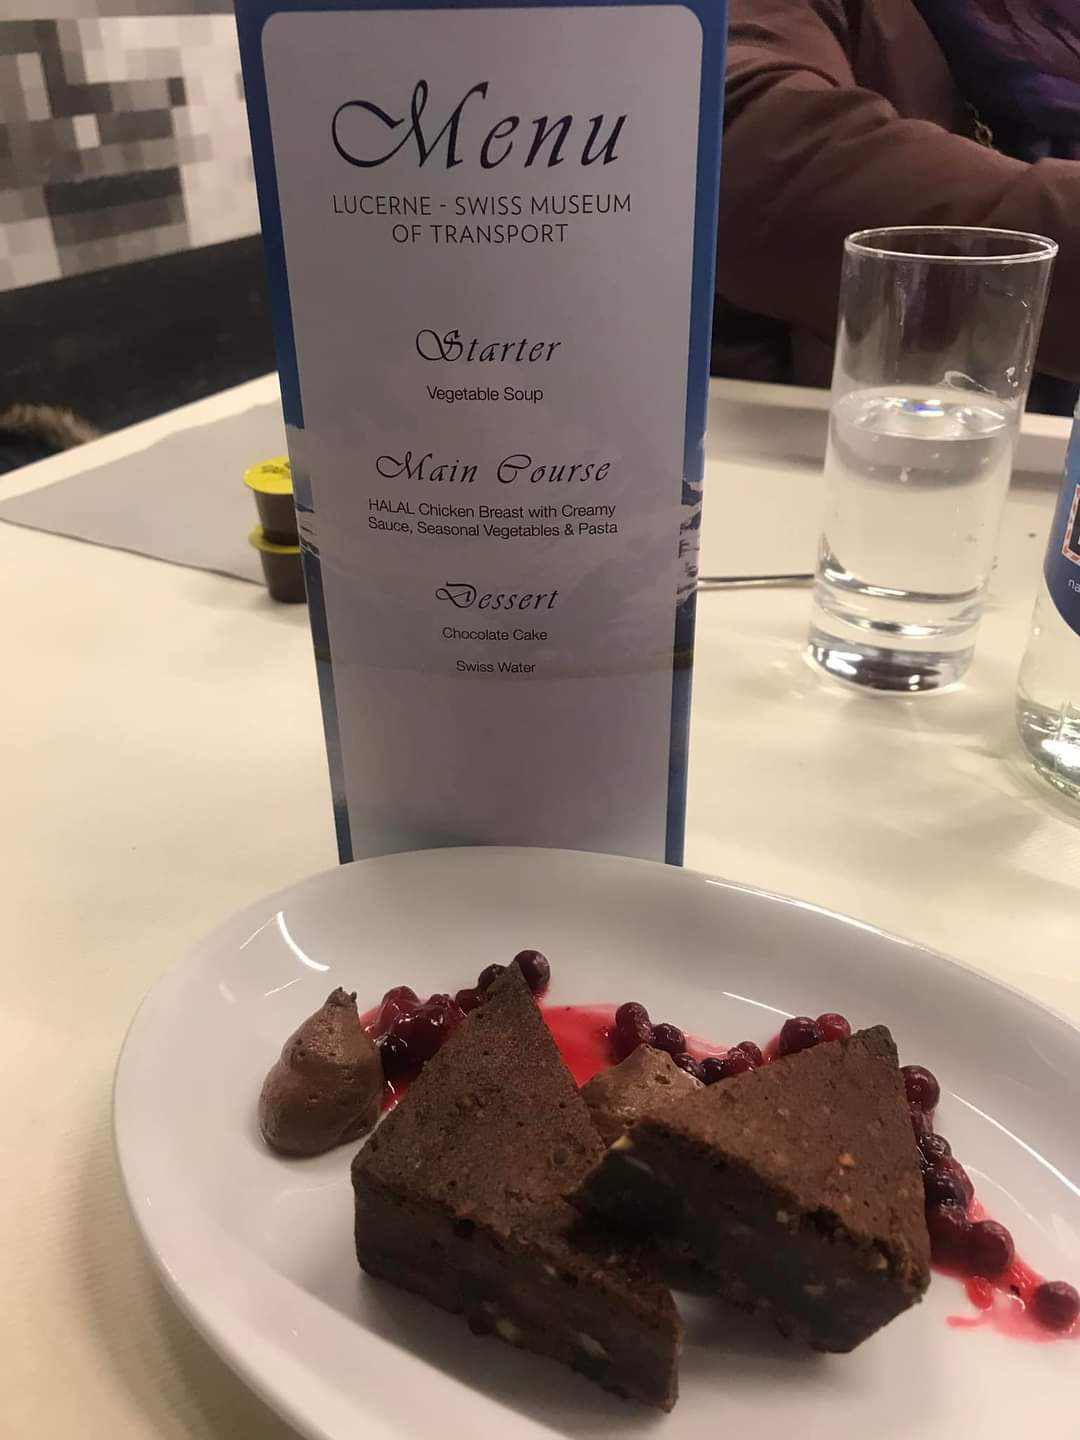 Menu
LUCERNE - SWISS MUSEUM
OF TRANSPORT
Starter
Vegetable Soup
Main Course
HALAL Chicken Breast with Creamy
Sauce, Seasonal Vegetables & Pasta
Dessert
Chocolate Cake
Swiss Water